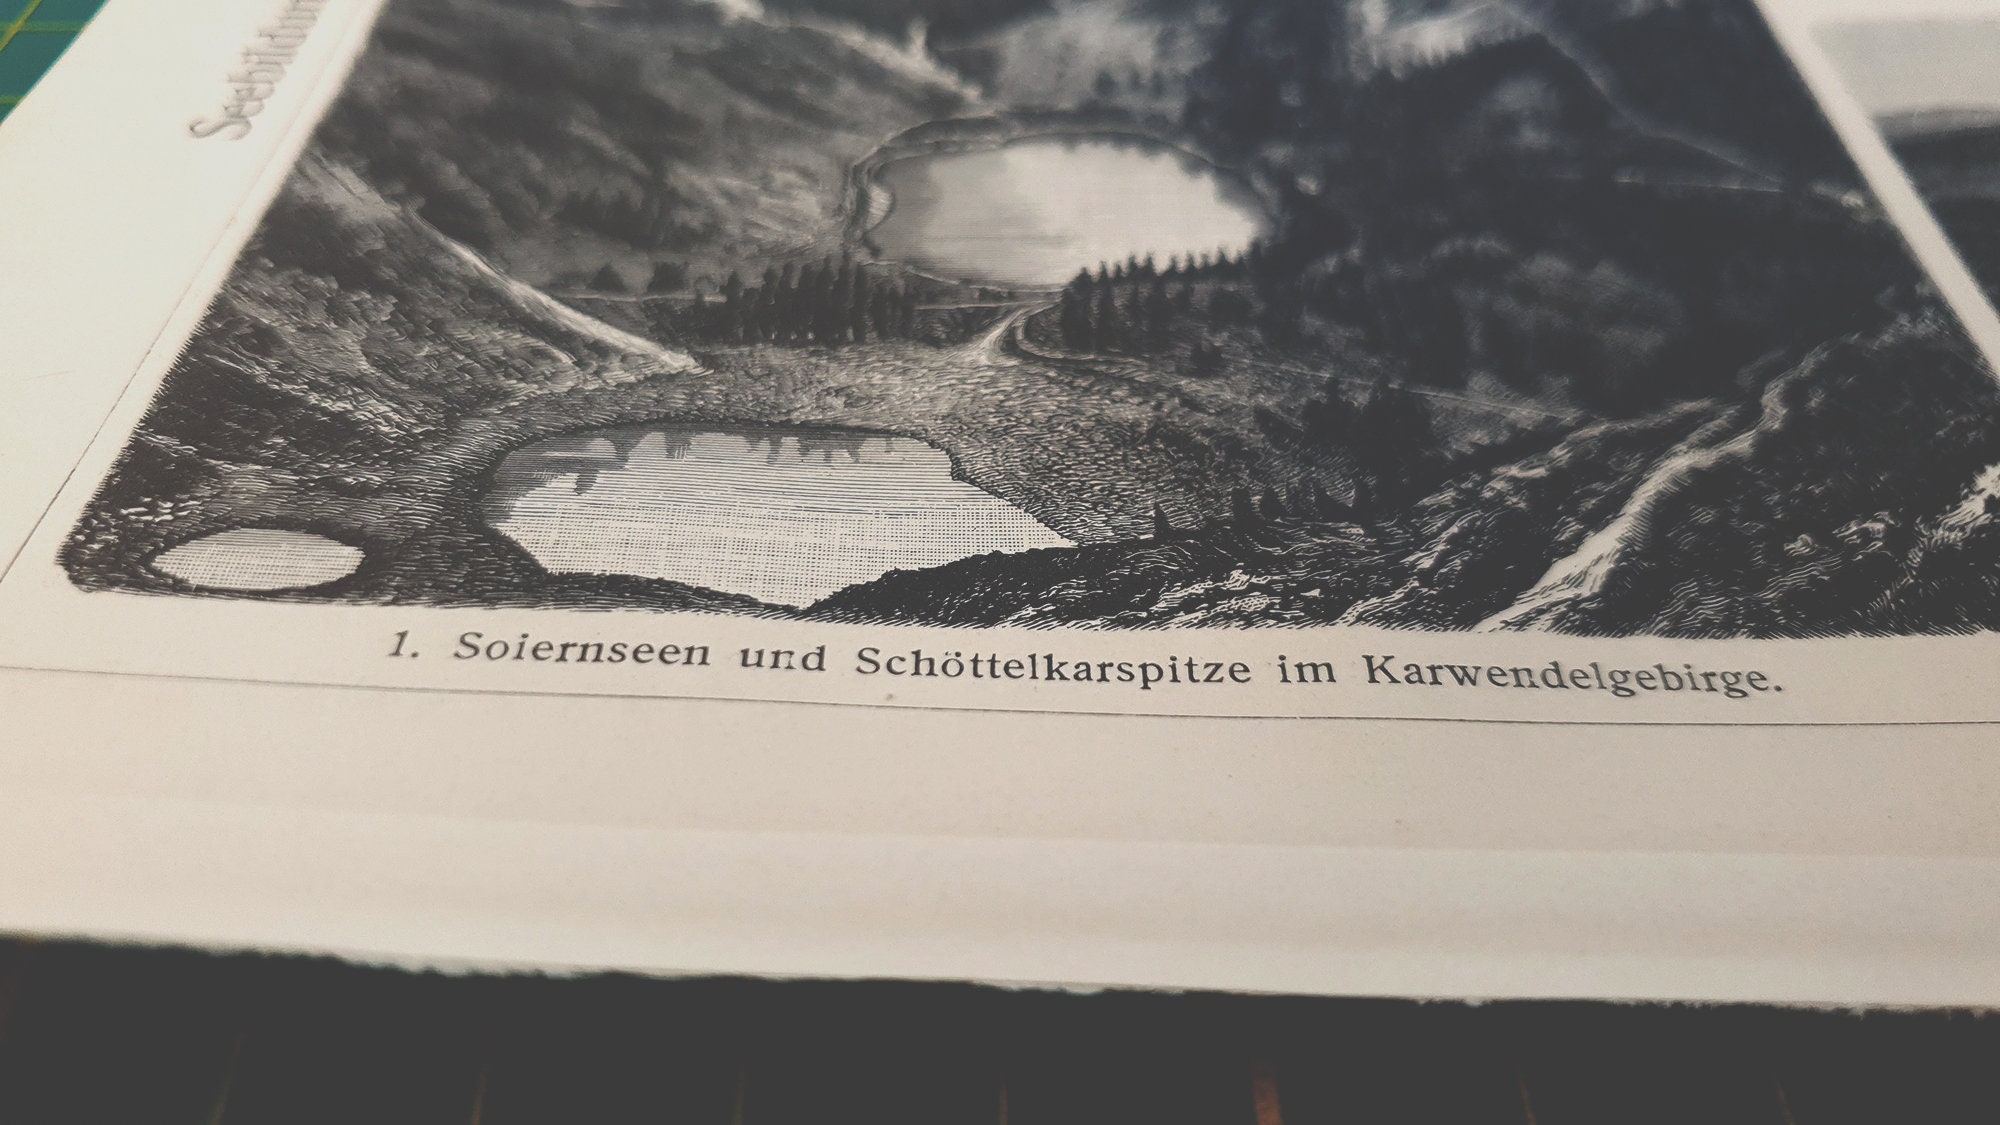 1. Soiernseen und Schöttelkarspitze im Karwendelgebirge.